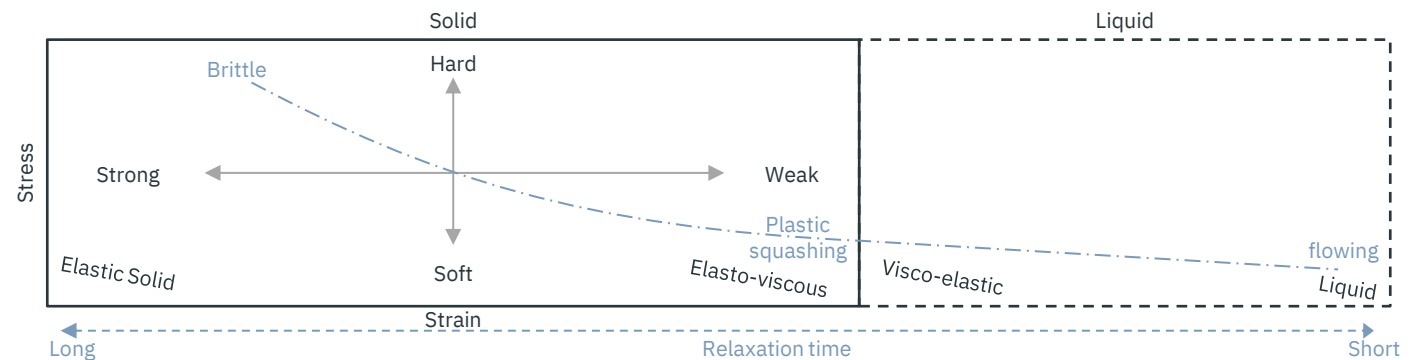 Solid
Liquid
Brittle
Hard
Stress
Strong
Weak
Plastic
squashing
flowing
Elastic Solid
Soft
Elasto-viscous
Visco-elastic
Liquid
Strain
Long
Relaxation time
Short